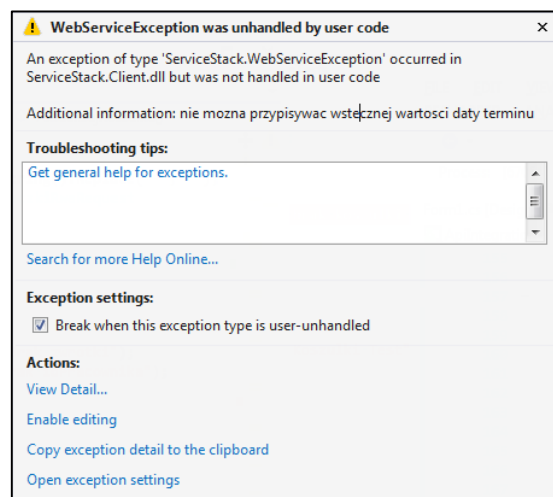 WebServiceException was unhandled by user code
An exception of type 'ServiceStack.WebServiceException' occurred in
ServiceStack.Client.dll but was not handled in user code
Additional information: nie mozna przypisywac wstecznej wartosci daty terminu
Troubleshooting tips:
Get general help for exceptions.
Search for more Help Online...
Exception settings:
Break when this exception type is user-unhandled
Actions:
View Detail...
Enable editing
Copy exception detail to the clipboard
Open exception settings